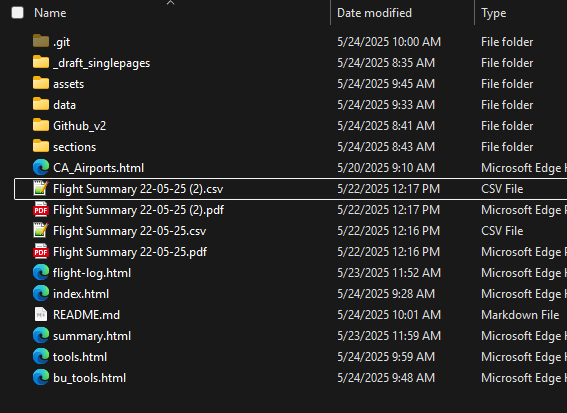 Name Date modified Type
.git 5/24/2025 10:00 AM File folder
_draft_singlepages 5/24/2025 8:35 AM File folder
assets 5/24/2025 9:45 AM File folder
data 5/24/2025 9:33 AM File folder
Github_v2 5/24/2025 8:41 AM File folder
sections 5/24/2025 8:43 AM File folder
CA_Airports.html 5/20/2025 9:10 AM Microsoft Edge H
Flight Summary 22-05-25 (2).csv 5/22/2025 12:17 PM CSV File
PDF Flight Summary 22-05-25 (2).pdf 5/22/2025 12:17 PM Microsoft Edge P
Flight Summary 22-05-25.csv 5/22/2025 12:16 PM CSV File
PDF Flight Summary 22-05-25.pdf 5/22/2025 12:16 PM Microsoft Edge P
flight-log.html 5/23/2025 11:52 AM Microsoft Edge H
index.html 5/24/2025 9:28 AM Microsoft Edge H
README.md 5/24/2025 10:01 AM Markdown File
summary.html 5/23/2025 11:59 AM Microsoft Edge H
tools.html 5/24/2025 9:59 AM Microsoft Edge H
bu_tools.html 5/24/2025 9:48 AM Microsoft Edge H